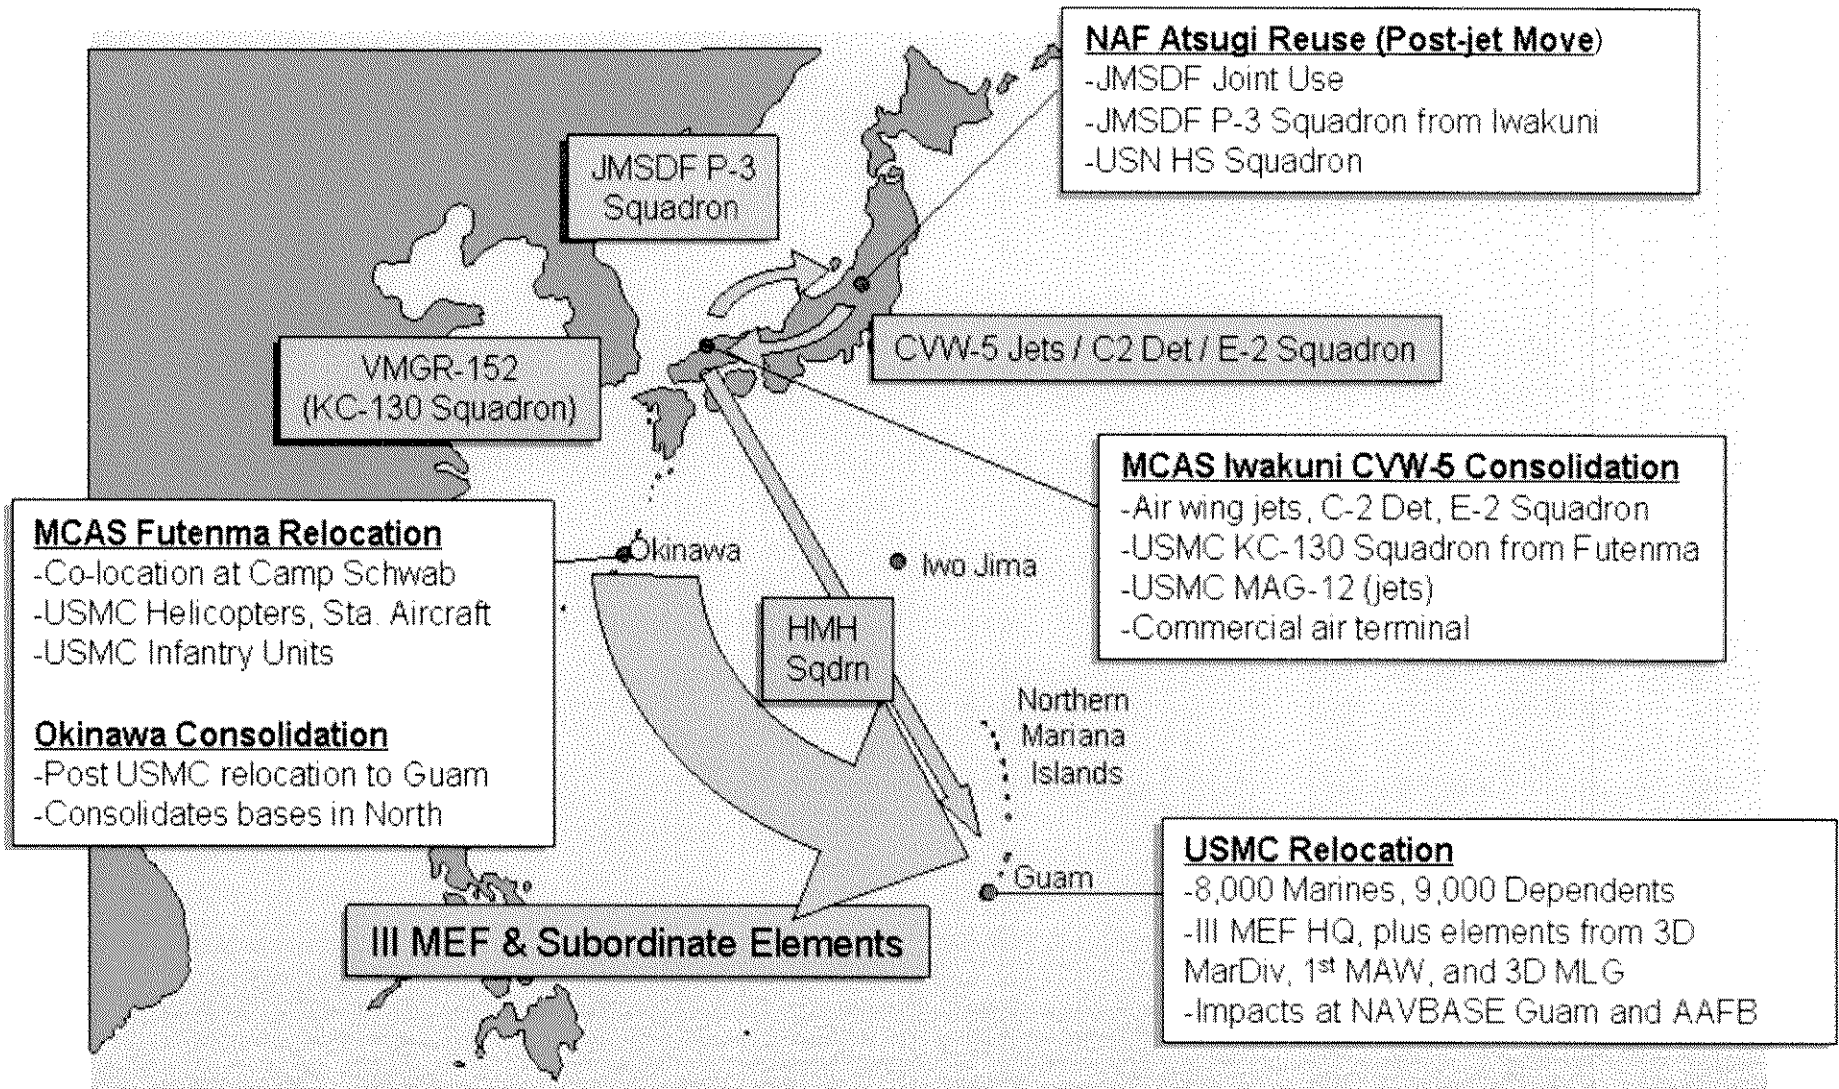 NAF Atsugi Reuse (Post-jet Move)
-JMSDF Joint Use
-JMSDF P-3 Squadron from Iwakuni
-USN HS Squadron
JMSDF P-3
Squadron
CVW-5 Jets / C2 Det / E-2 Squadron
VMGR-152
(KC-130 Squadron)
MCAS Iwakuni CVW-5 Consolidation
-Air wing jets, C-2 Det, E-2 Squadron
-USMC KC-130 Squadron from Futenma
-USMC MAG-12 (jets)
-Commercial air terminal
MCAS Futenma Relocation
-Co-location at Camp Schwab
-USMC Helicopters, Sta. Aircraft
-USMC Infantry Units
Okinawa Consolidation
-Post USMC relocation to Guam
-Consolidates bases in North
Okinawa
Iwo Jima
HMH
Sqdrn
Northern
Mariana
Islands
Guam
USMC Relocation
-8,000 Marines, 9,000 Dependents
-III MEF HQ, plus elements from 3D
MarDiv, 1st MAW, and 3D MLG
-Impacts at NAVBASE Guam and AAFB
III MEF & Subordinate Elements